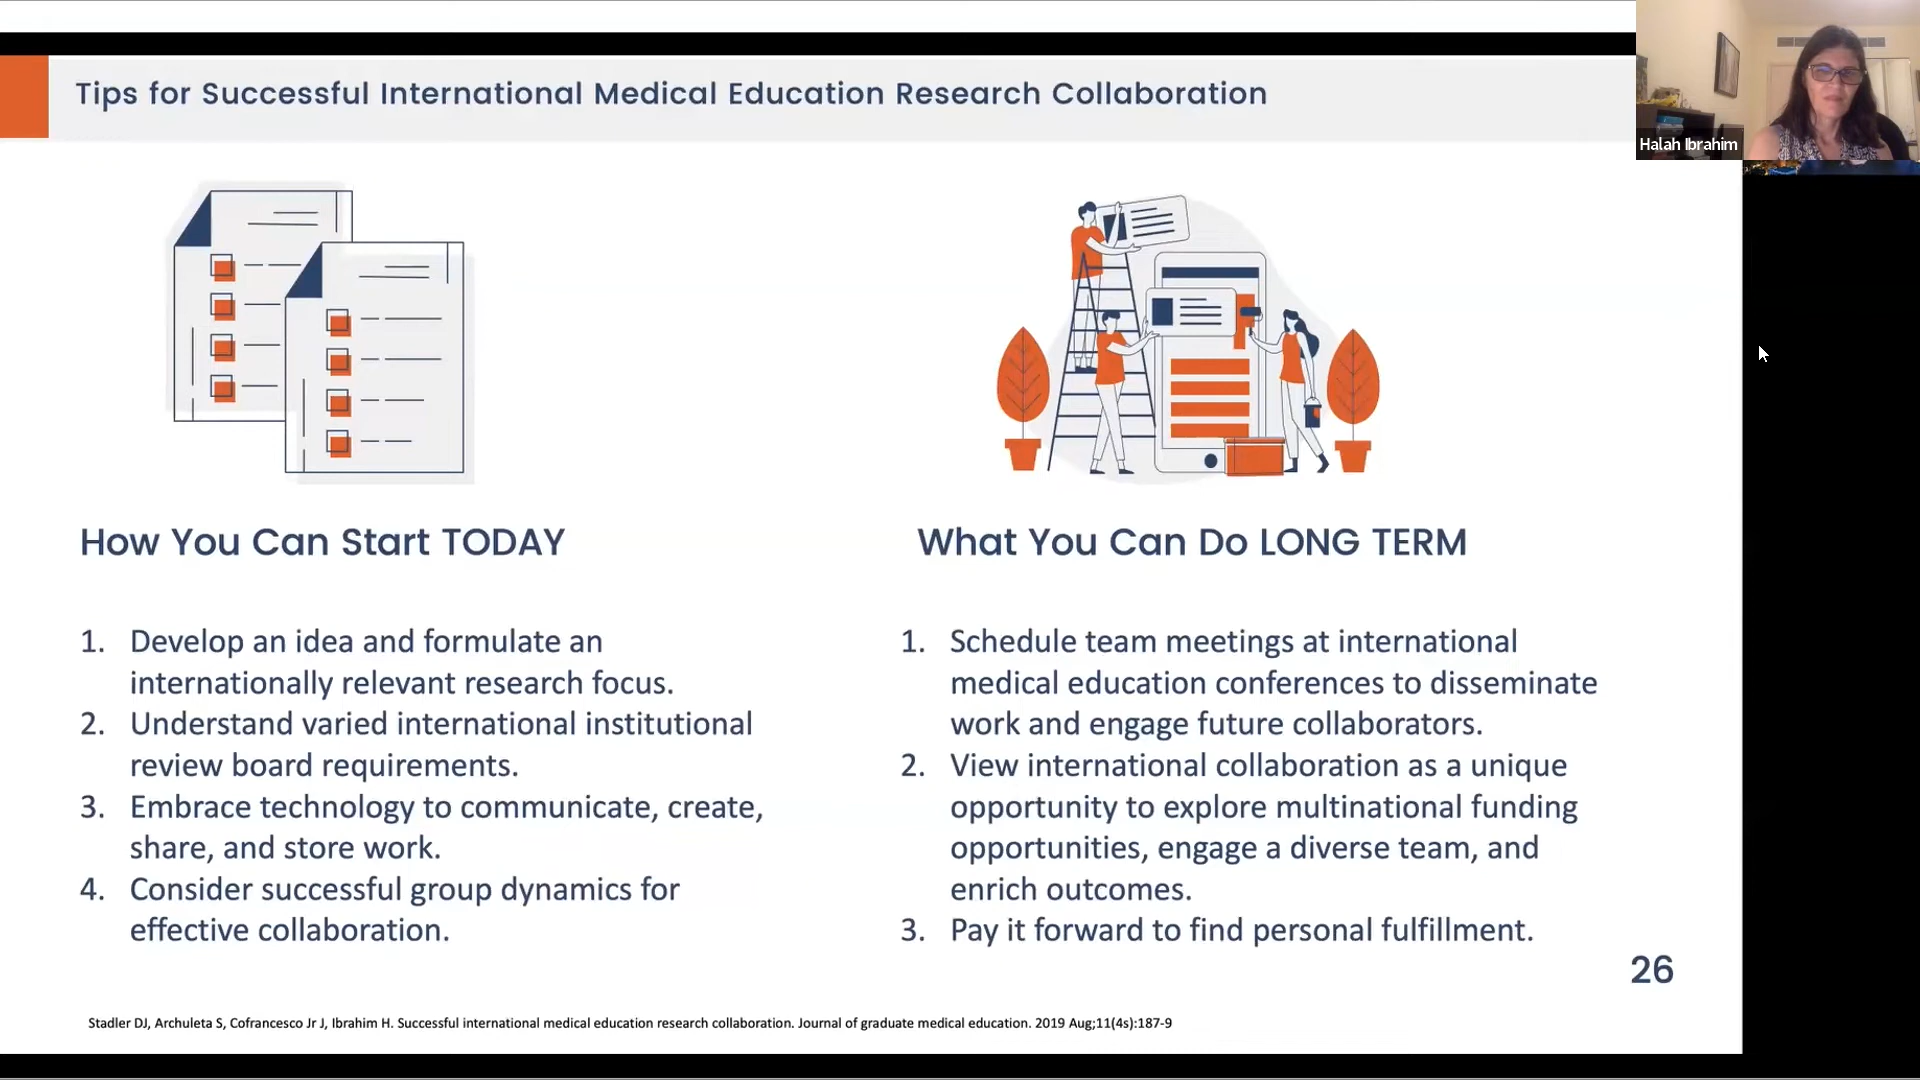 Tips for Successful International Medical Education Research Collaboration
Halah Ibrahim
How You Can Start TODAY
1. Develop an idea and formulate an
internationally relevant research focus.
2. Understand varied international institutional
review board requirements.
3. Embrace technology to communicate, create,
share, and store work.
4. Consider successful group dynamics for
effective collaboration.
What You Can Do LONG TERM
1. Schedule team meetings at international
medical education conferences to disseminate
work and engage future collaborators.
2. View international collaboration as a unique
opportunity to explore multinational funding
opportunities, engage a diverse team, and
enrich outcomes.
3. Pay it forward to find personal fulfillment.
26
Stadler DJ, Archuleta S, Cofrancesco Jr J, Ibrahim H. Successful international medical education research collaboration. Journal of graduate medical education. 2019 Aug;11(4s):187-9